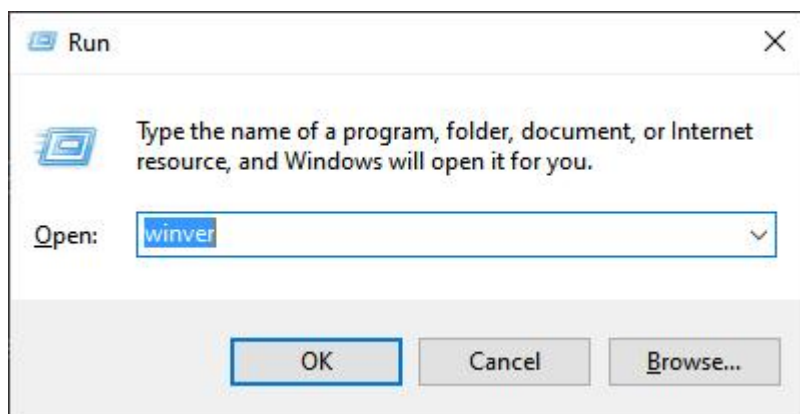 Run
Type the name of a program, folder, document, or Internet
resource, and Windows will open it for you.
Open: winver
OK Cancel Browse...